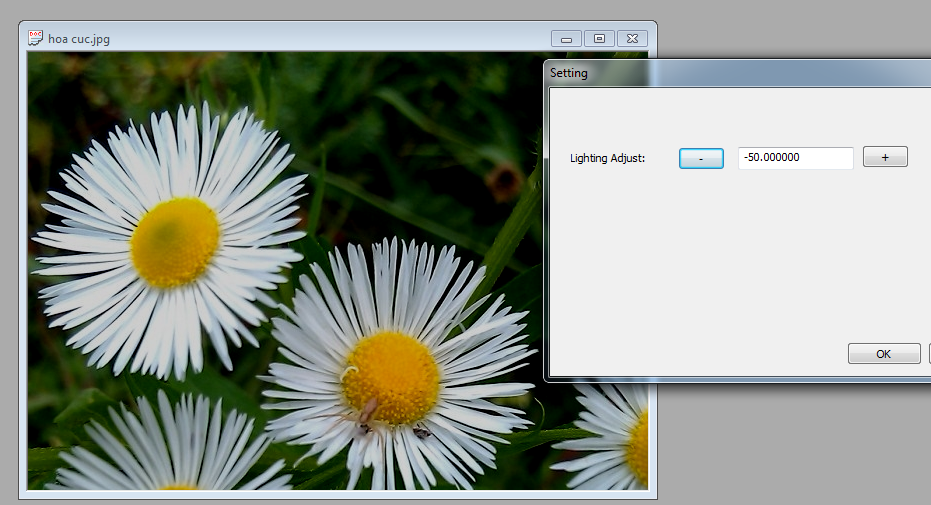 hoa cuc.jpg
Setting
Lighting Adjust: - -50.000000 +
OK